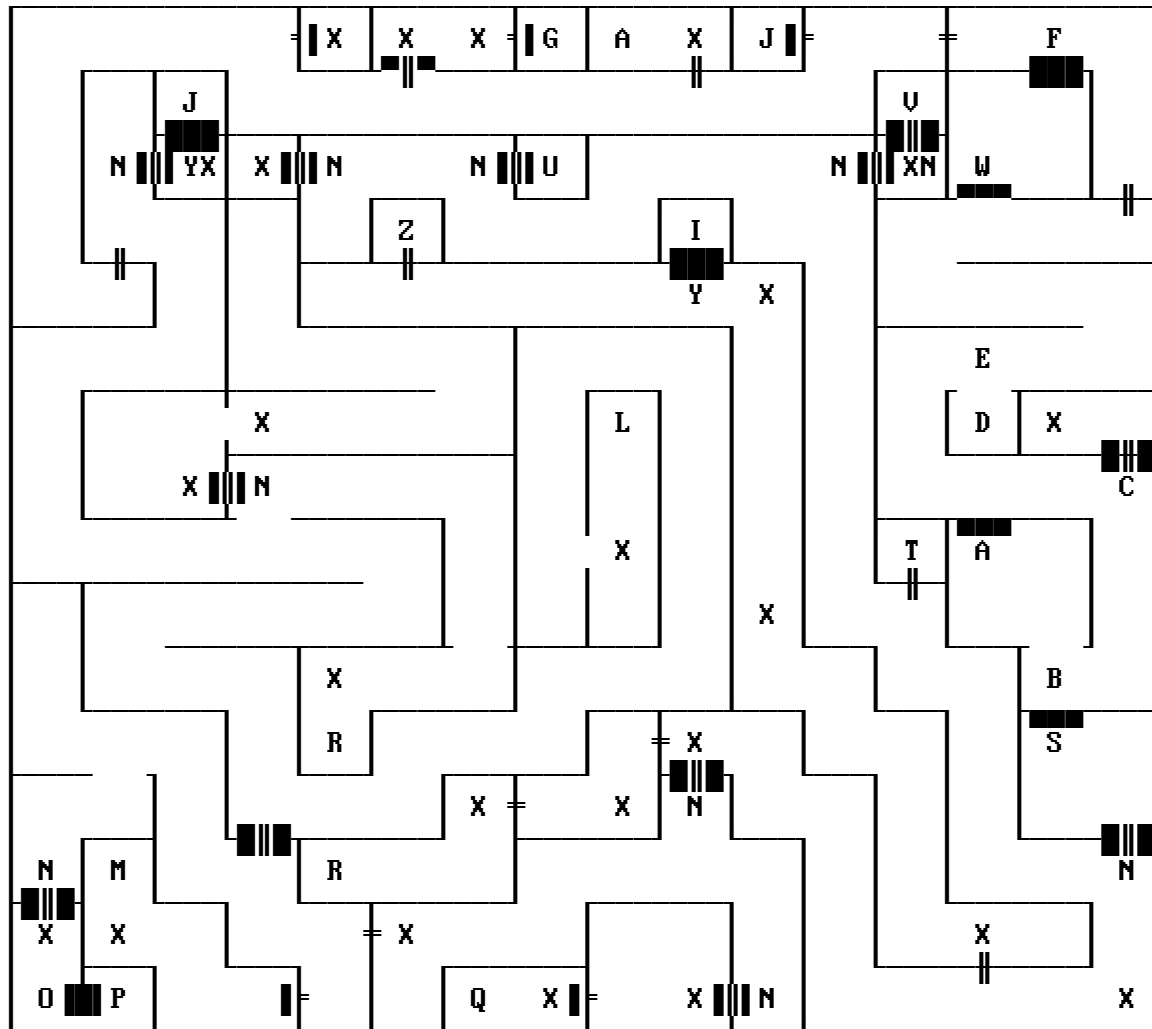 X X X G A X J F
J V
N YX X N N U N XN W
Z I
Y X
E
X L D X
X N C
X T A
X
X B
R X S
X X N
N M R N
X X X X
O P Q X X N X